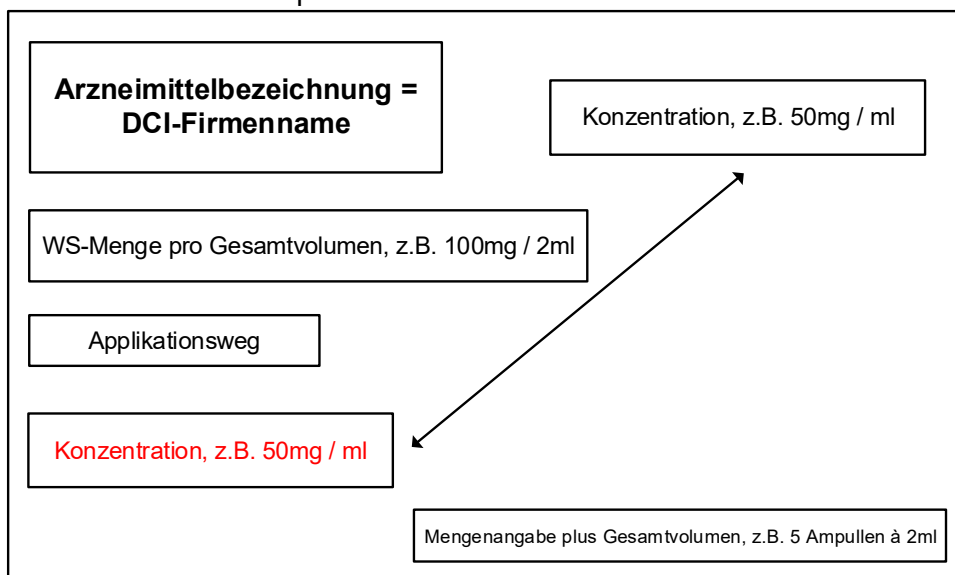 Arzneimittelbezeichnung =
DCI-Firmenname
Konzentration, z.B. 50mg / ml
WS-Menge pro Gesamtvolumen, z.B. 100mg / 2ml
Applikationsweg
Konzentration, z.B. 50mg / ml
Mengenangabe plus Gesamtvolumen, z.B. 5 Ampullen à 2ml